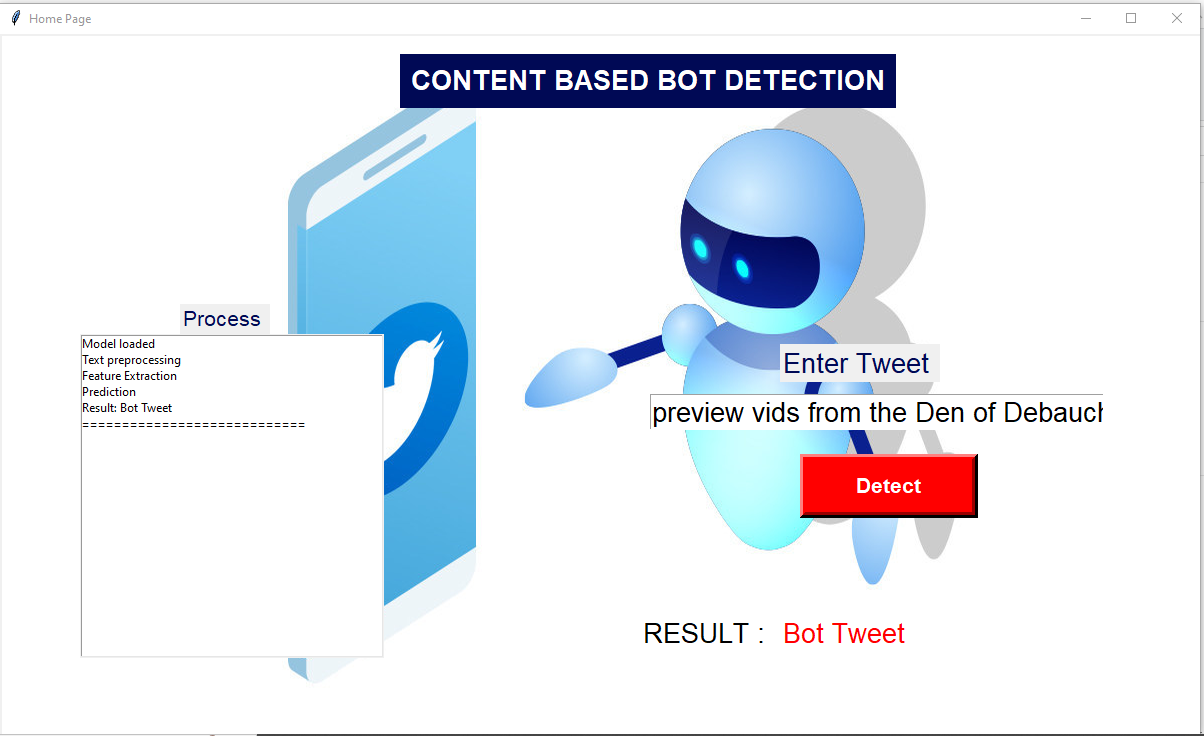 Home Page
CONTENT BASED BOT DETECTION
Process
Model loaded
Text preprocessing
Feature Extraction
Prediction
Result: Bot Tweet
============================
Enter Tweet
preview vids from the Den of Debauch
Detect
RESULT : Bot Tweet